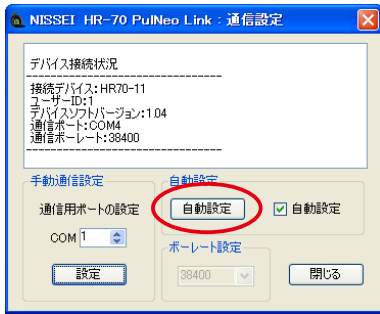 NISSEI HR-70 PulNeo Link：通信設定
デバイス接続状況
--------------------------------
接続デバイス：HR70-11
ユーザーID：1
デバイスソフトバージョン：1.04
通信ポート：COM4
通信ボーレート：38400
--------------------------------
手動通信設定
自動設定
通信用ポートの設定
自動設定
自動設定
COM 1
ボーレート設定
設定
38400
閉じる